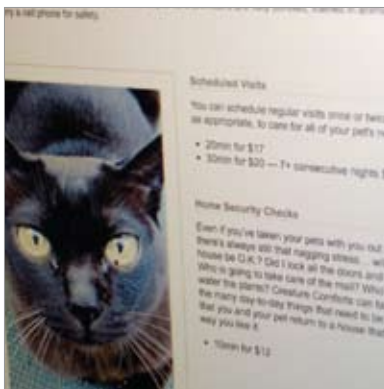 a cell phone for safety.
Scheduled Visits
You can schedule regular visits once or twice
as appropriate, to care for all of your pet's
• 20min for $17
• 30min for $20 — 7+ consecutive nights
Home Security Checks
Even if you've taken your pets with you out
there's always still that nagging stress ...
house be O.K.? Did I lock all the doors and
Who is going to take care of the mail? Who
water the plants? Creature Comforts can
the many day-to-day things that need to be
that you and your pet return to a house that
way you like it.
• 10min for $12